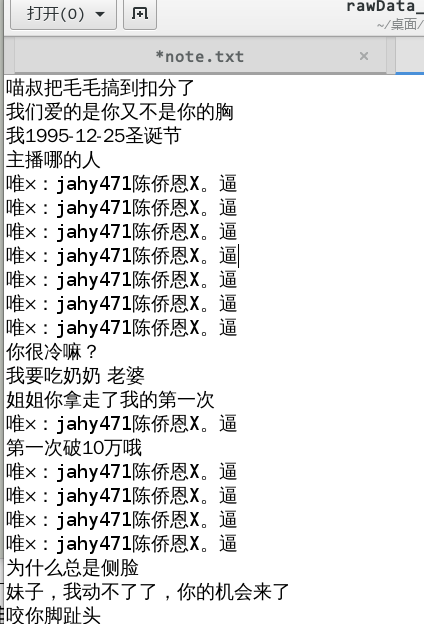 打开(O)
rawData_
~/桌面/
*note.txt
×
喵叔把毛毛搞到扣分了
我们爱的是你又不是你的胸
我1995-12-25圣诞节
主播哪的人
唯×：jahy471陈侨恩X。逼
唯×：jahy471陈侨恩X。逼
唯×：jahy471陈侨恩X。逼
唯×：jahy471陈侨恩X。逼
唯×：jahy471陈侨恩X。逼
唯×：jahy471陈侨恩X。逼
唯×：jahy471陈侨恩X。逼
你很冷嘛？
我要吃奶奶 老婆
姐姐你拿走了我的第一次
唯×：jahy471陈侨恩X。逼
第一次破10万哦
唯×：jahy471陈侨恩X。逼
唯×：jahy471陈侨恩X。逼
唯×：jahy471陈侨恩X。逼
唯×：jahy471陈侨恩X。逼
为什么总是侧脸
妹子，我动不了了，你的机会来了
咬你脚趾头